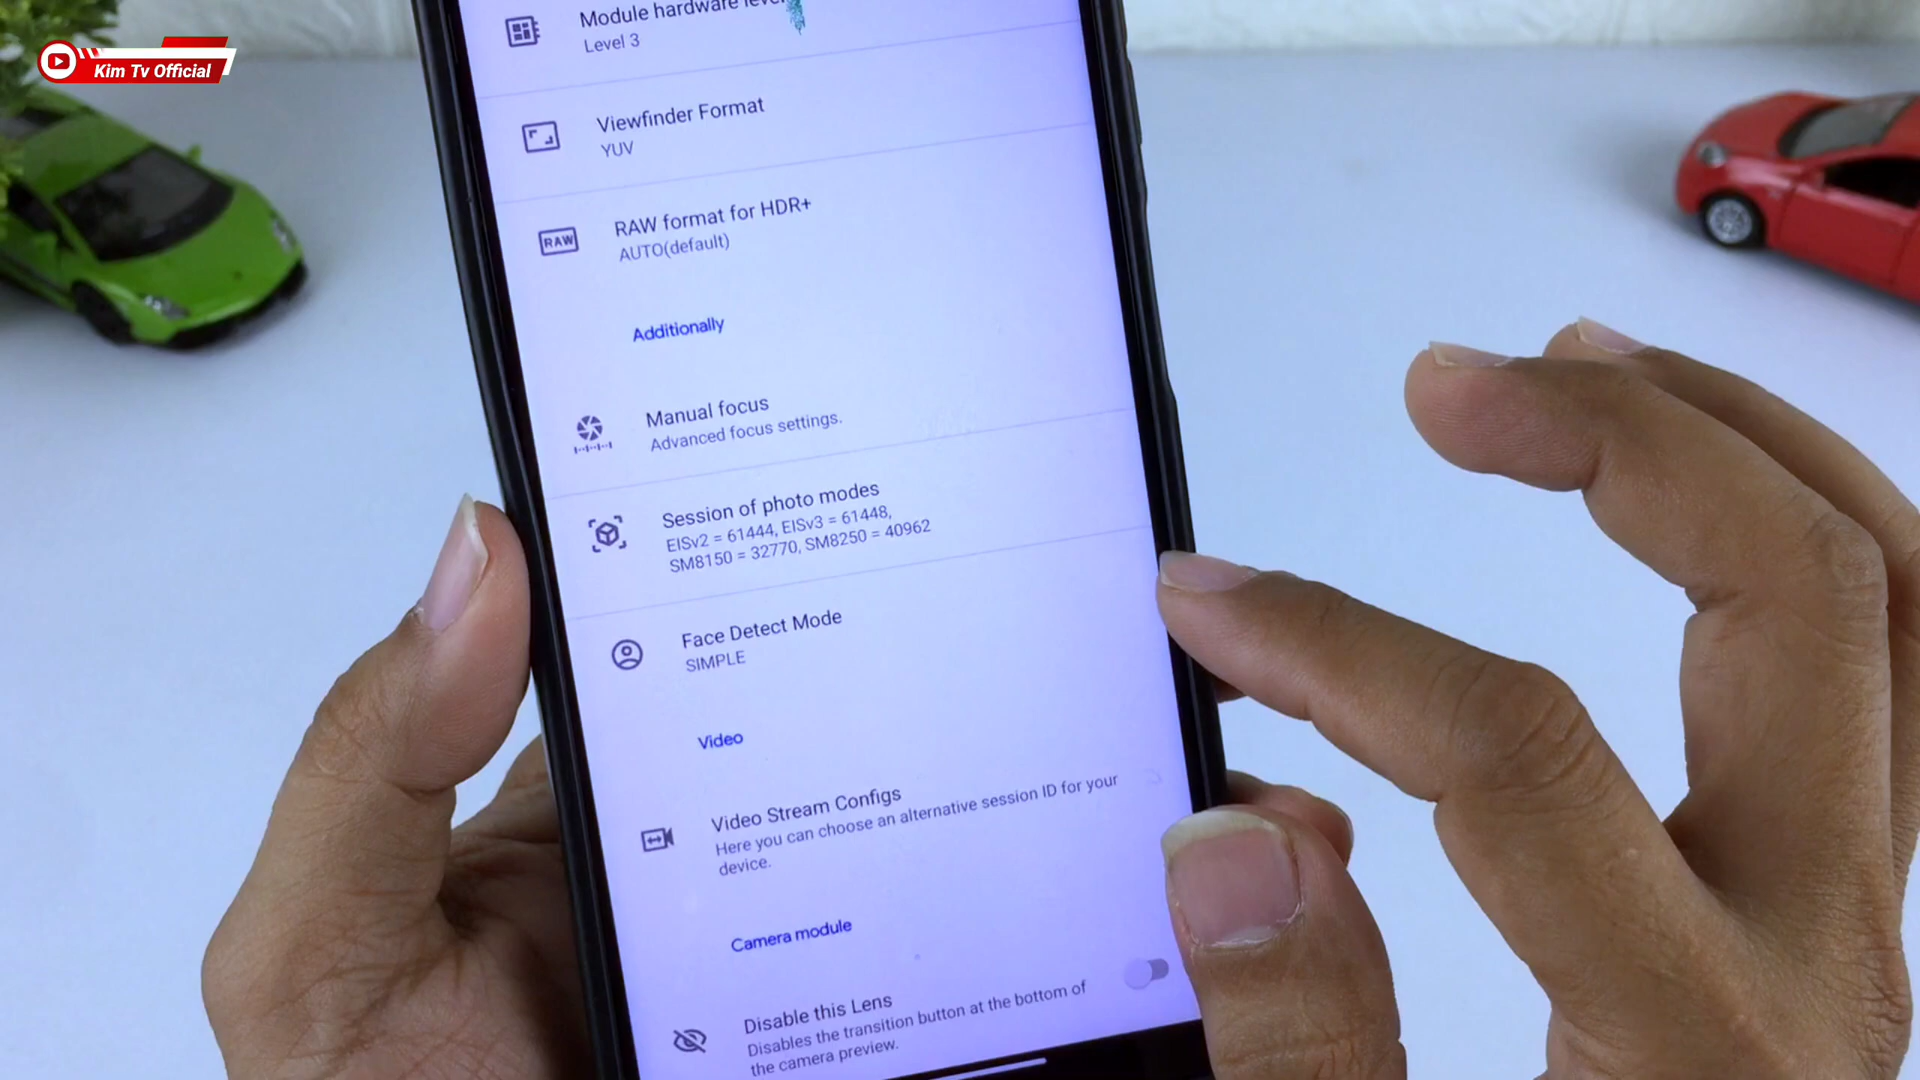 Kim Tv Official
Module hardware level
Level 3
Viewfinder Format
YUV
RAW
RAW format for HDR+
AUTO(default)
Additionally
Manual focus
Advanced focus settings.
Session of photo modes
EISv2 = 61444, EISv3 = 61448,
SM8150 = 32770, SM8250 = 40962
Face Detect Mode
SIMPLE
Video
Video Stream Configs
Here you can choose an alternative session ID for your
device.
Camera module
Disable this Lens
Disables the transition button at the bottom of
the camera preview.